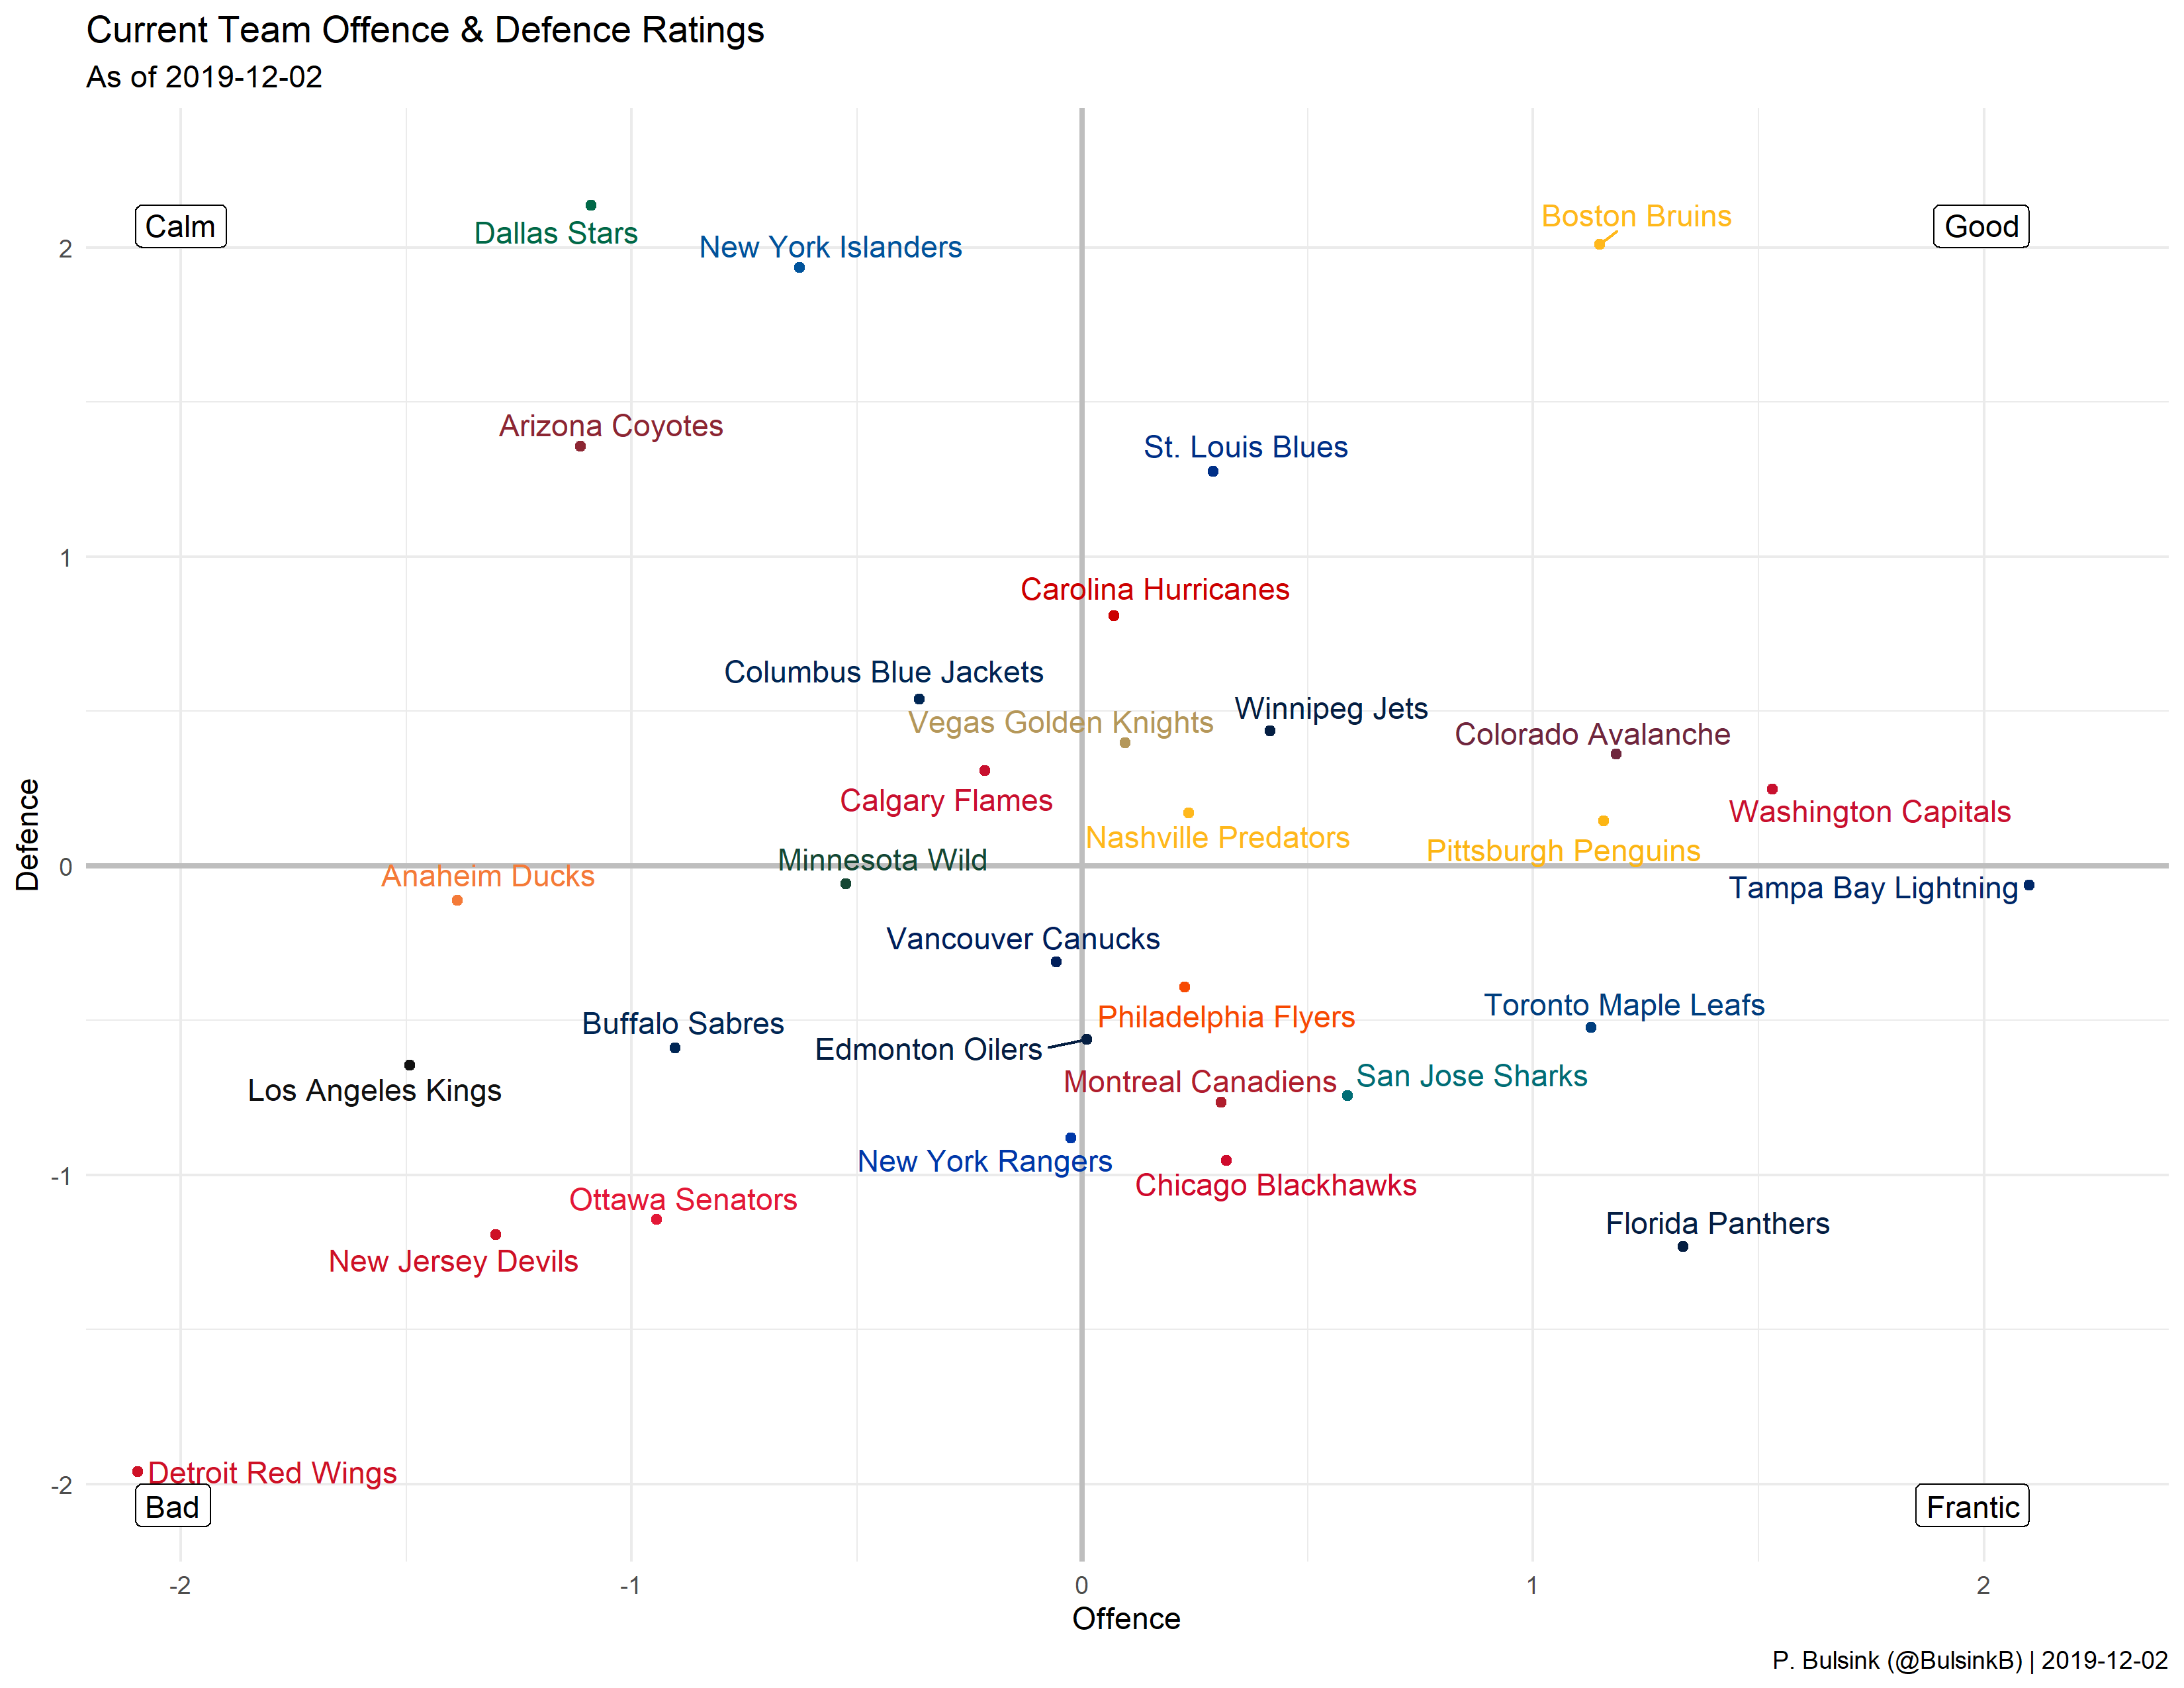 Current Team Offence & Defence Ratings
As of 2019-12-02
Calm
Good
Dallas Stars
New York Islanders
Boston Bruins
2
Arizona Coyotes
St. Louis Blues
1
Carolina Hurricanes
Columbus Blue Jackets
Vegas Golden Knights
Winnipeg Jets
Colorado Avalanche
Calgary Flames
Washington Capitals
Nashville Predators
Pittsburgh Penguins
Defence
0
Minnesota Wild
Anaheim Ducks
Tampa Bay Lightning
Vancouver Canucks
Philadelphia Flyers
Toronto Maple Leafs
Buffalo Sabres
Edmonton Oilers
Los Angeles Kings
Montreal Canadiens
San Jose Sharks
New York Rangers
-1
Chicago Blackhawks
Ottawa Senators
New Jersey Devils
Florida Panthers
Detroit Red Wings
-2
Bad
Frantic
-2
-1
0
1
2
Offence
P. Bulsink (@BulsinkB) | 2019-12-02